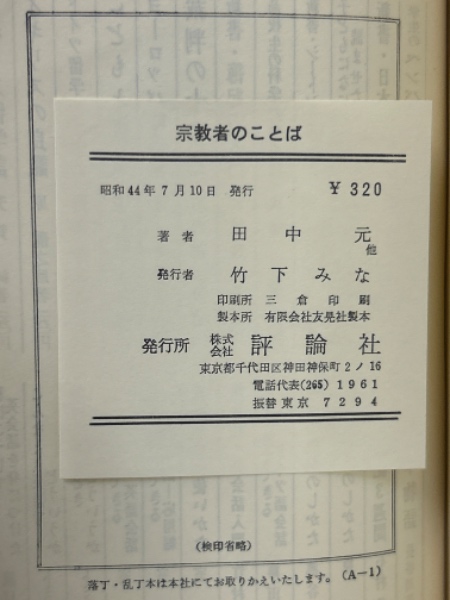 宗教者のことば
昭和44年7月10日 発行 ¥320
著者 田中元
他
発行者 竹下みな
印刷所 三倉印刷
製本所 有限会社友晃社製本
発行所 株式会社 評論社
東京都千代田区神田神保町2ノ16
電話代表(265)1961
振替東京 7294
(検印省略)
落丁・乱丁本は本社にてお取りかえいたします。(A-1)